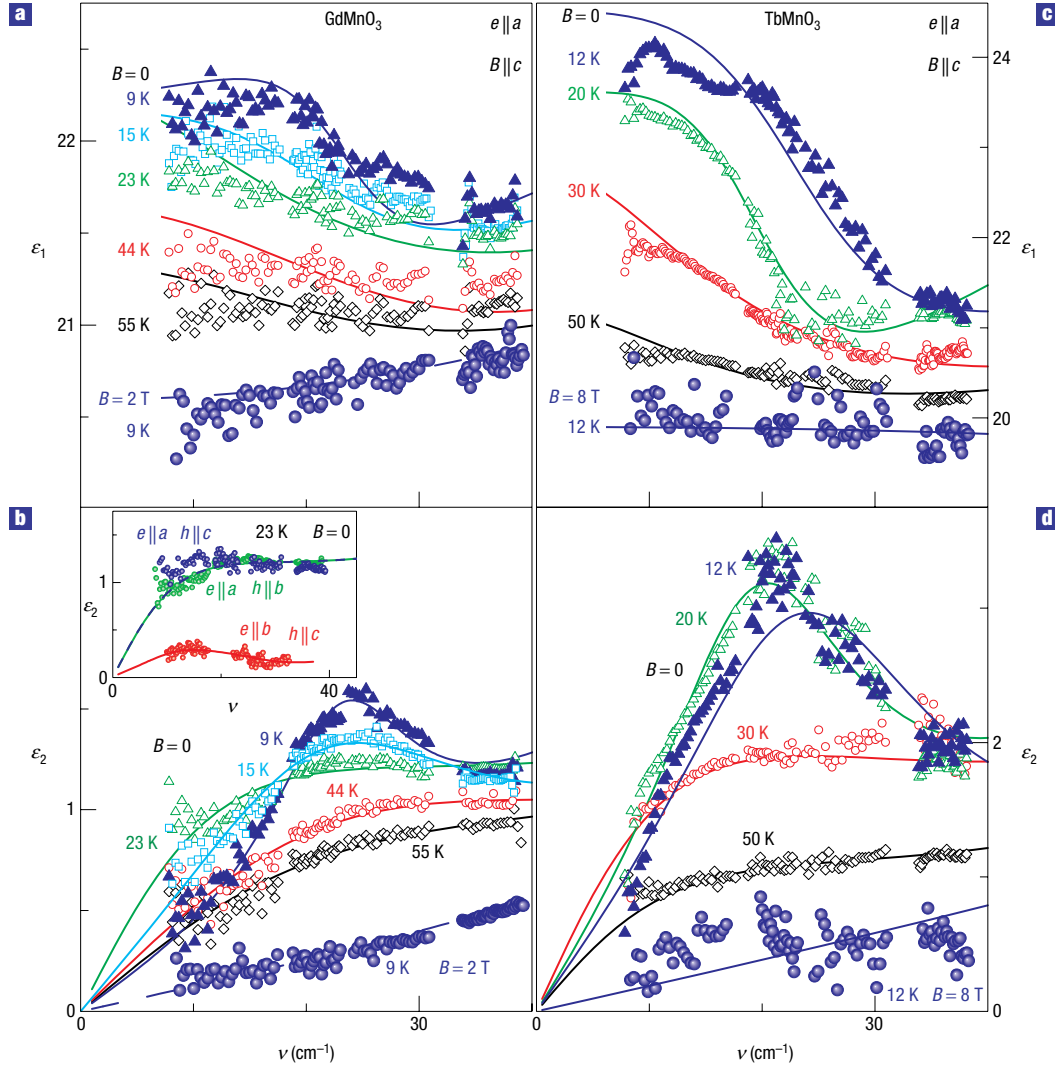 a
GdMnO₃
B = 0
9 K
15 K
23 K
44 K
55 K
B = 2 T
9 K
22
21
ε₁
TbMnO₃
c
e || a
B || c
B = 0
12 K
20 K
30 K
50 K
B = 8 T
12 K
24
22
20
ε₁
b
e || a h || c
23 K B = 0
e || a h || b
e || b h || c
1
0
ε₂
0 40
ν
B = 0
9 K
15 K
23 K
44 K
55 K
9 K B = 2 T
ε₂
1
0
0 30
ν (cm⁻¹)
d
12 K
20 K
B = 0
30 K
50 K
12 K B = 8 T
2
0
ε₂
0 30
ν (cm⁻¹)